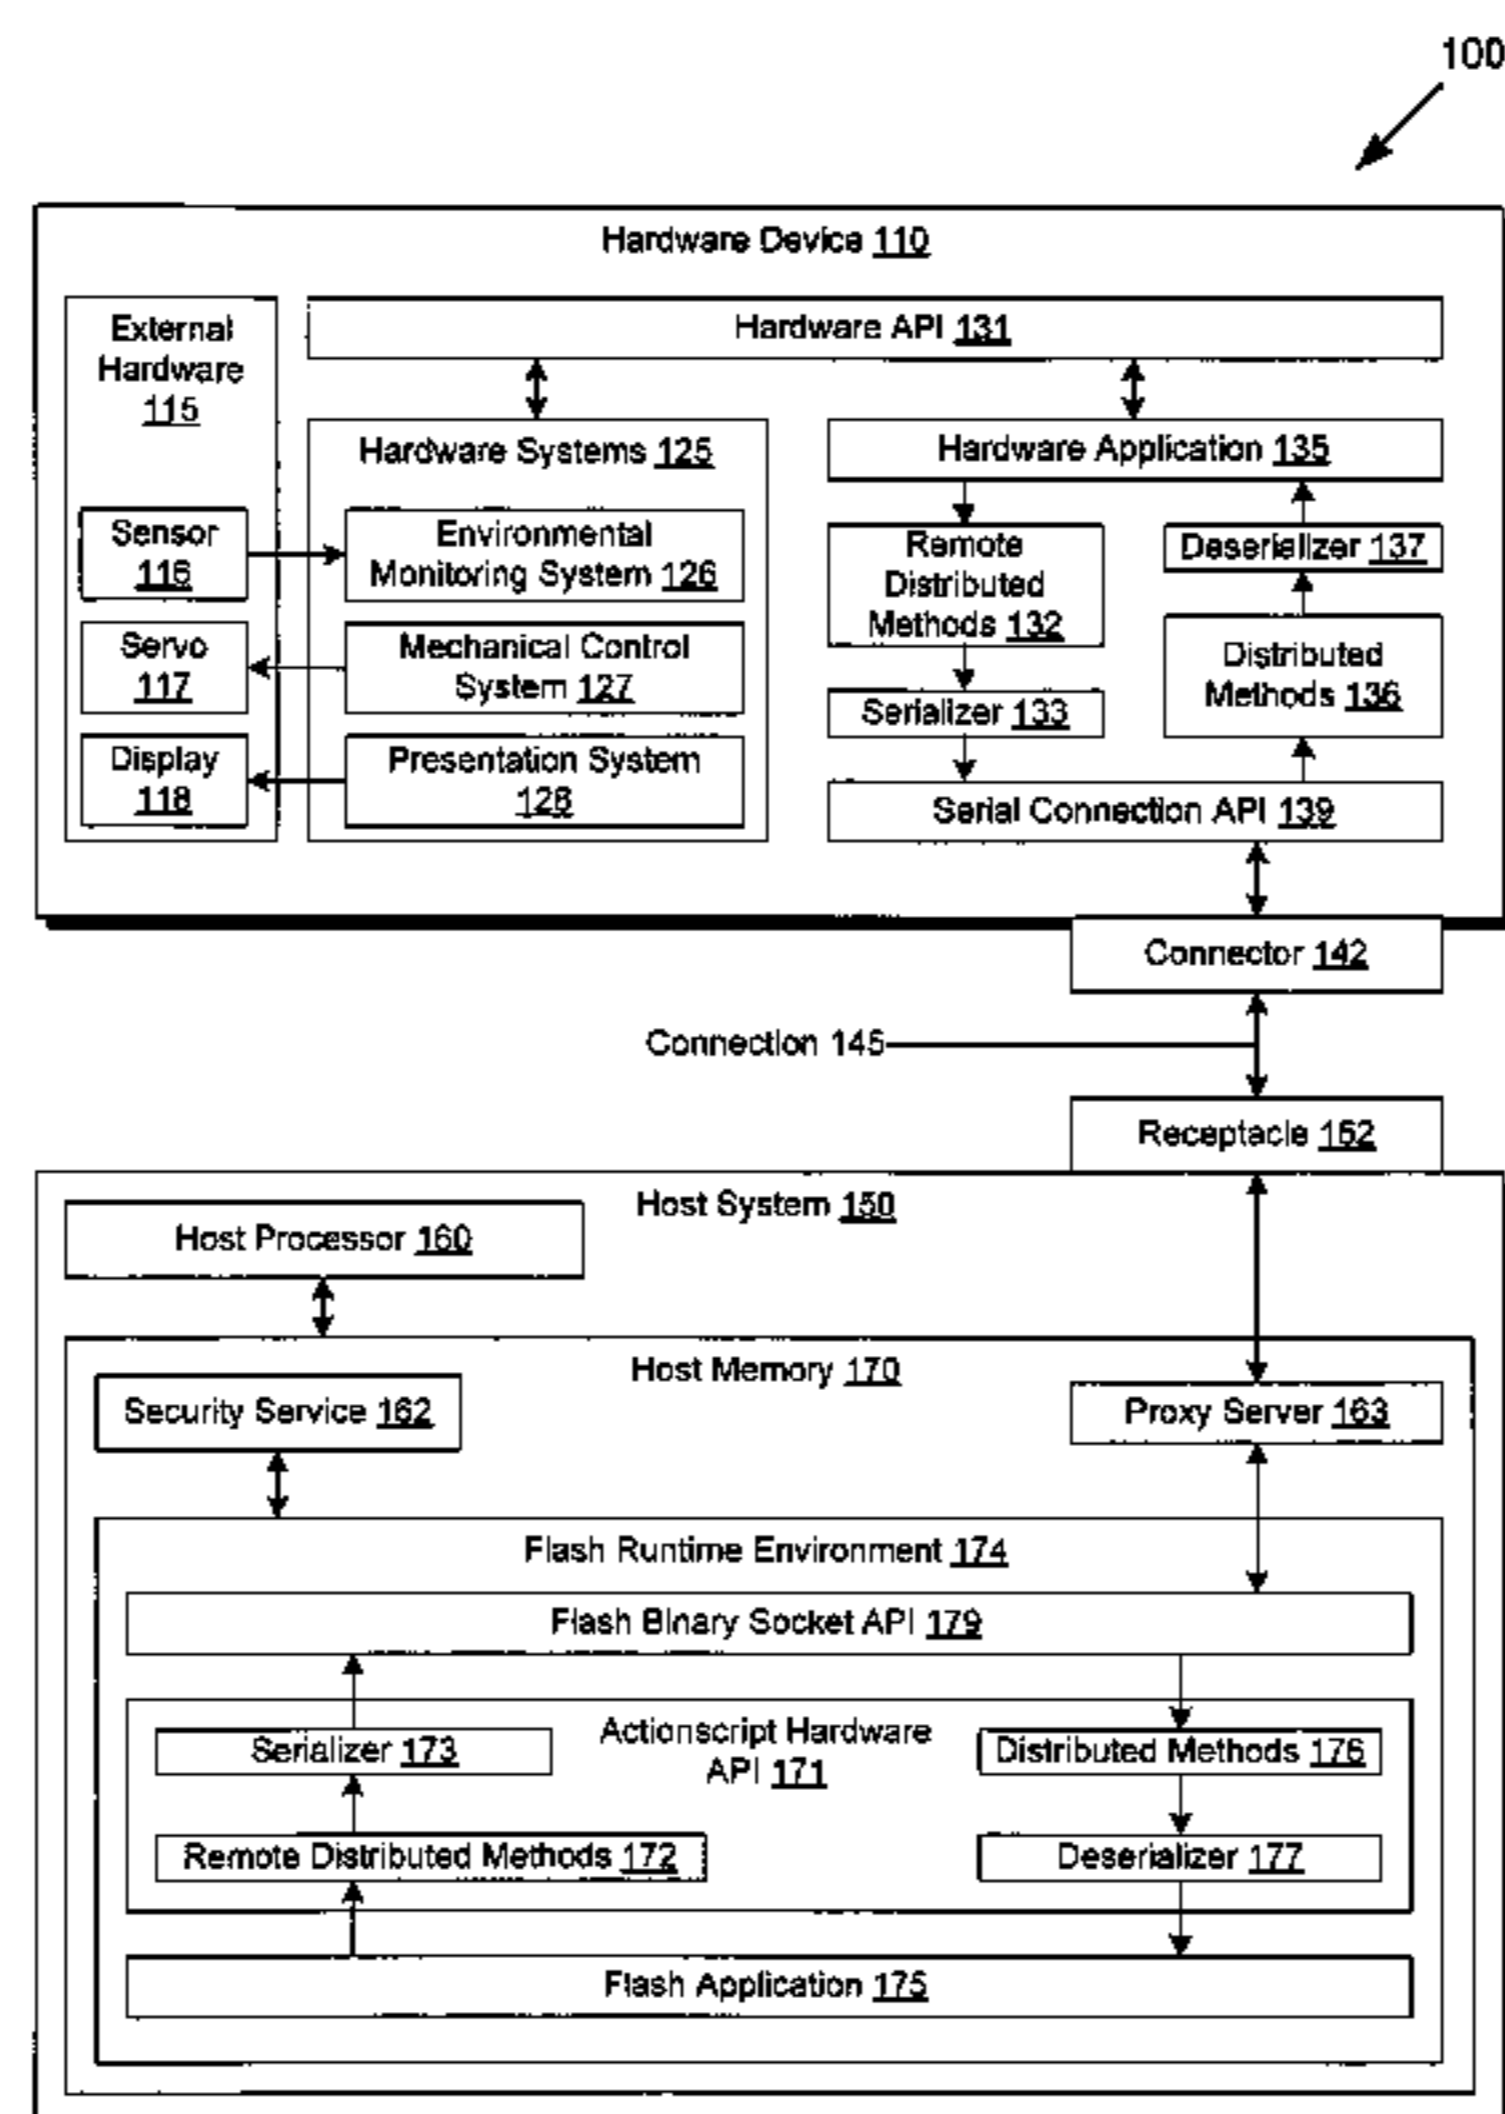 100
Hardware Device 110
External
Hardware
115
Hardware API 131
Hardware Systems 125
Hardware Application 135
Sensor
116
Environmental
Monitoring System 126
Remote
Distributed
Methods 132
Deserializer 137
Servo
117
Mechanical Control
System 127
Distributed
Methods 136
Serializer 133
Display
118
Presentation System
128
Serial Connection API 139
Connector 142
Connection 145
Receptacle 152
Host System 150
Host Processor 160
Host Memory 170
Security Service 162
Proxy Server 163
Flash Runtime Environment 174
Flash Binary Socket API 179
Serializer 173
Actionscript Hardware
API 171
Distributed Methods 176
Remote Distributed Methods 172
Deserializer 177
Flash Application 175